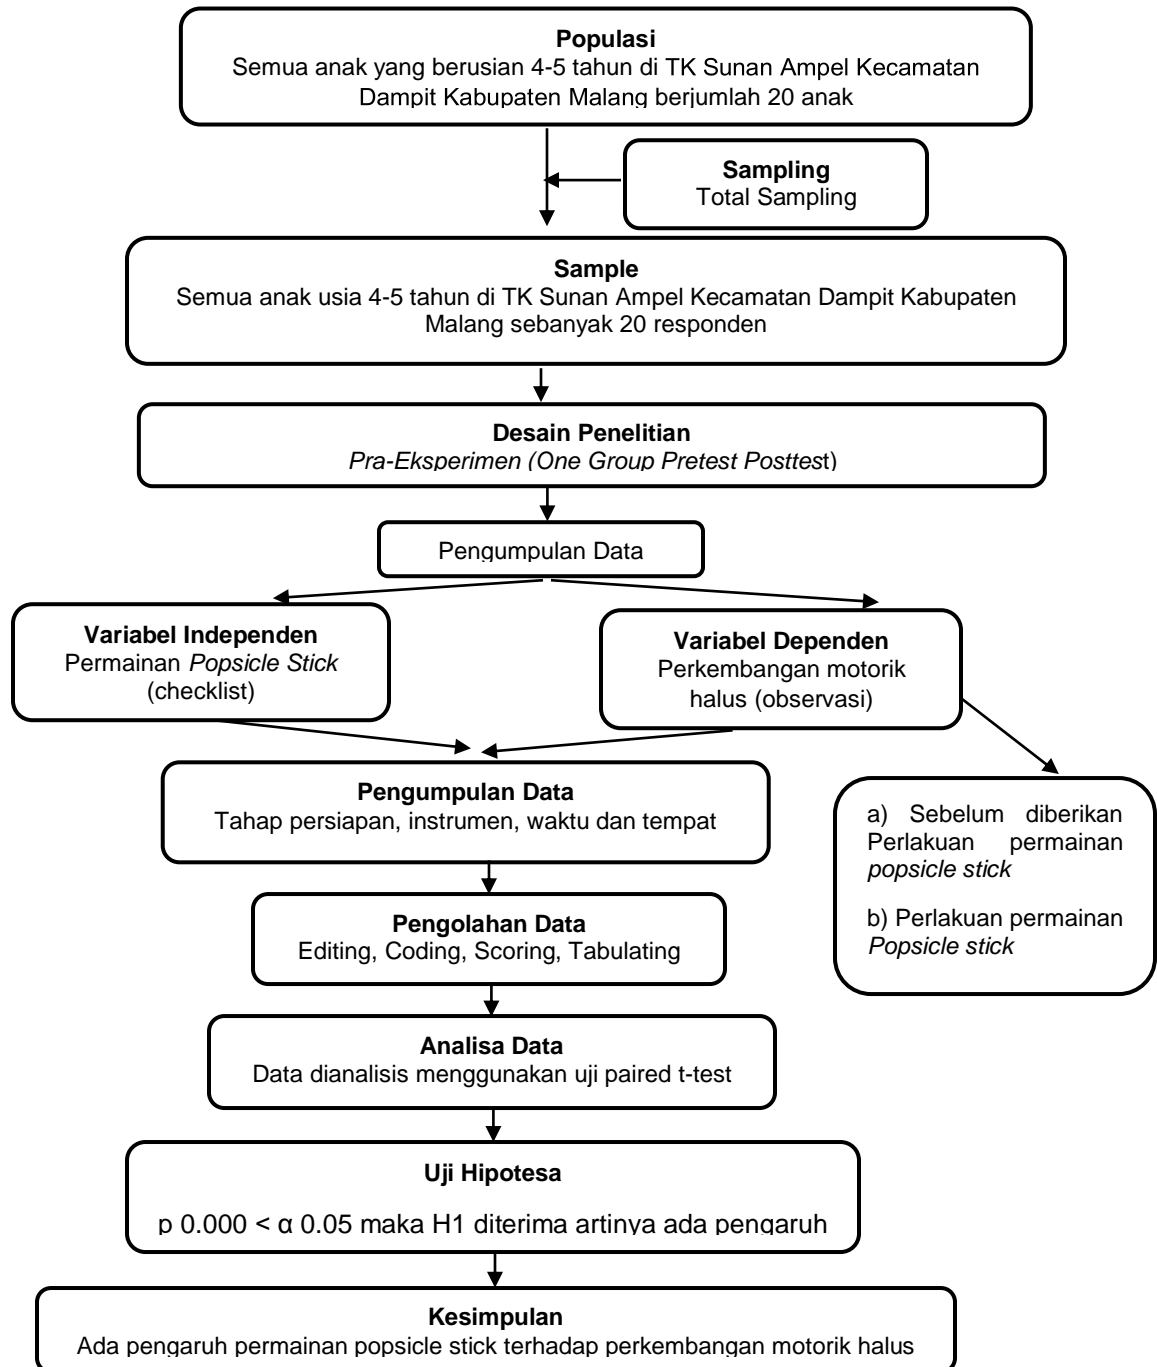 Populasi
Semua anak yang berusian 4-5 tahun di TK Sunan Ampel Kecamatan
Dampit Kabupaten Malang berjumlah 20 anak
Sampling
Total Sampling
Sample
Semua anak usia 4-5 tahun di TK Sunan Ampel Kecamatan Dampit Kabupaten
Malang sebanyak 20 responden
Desain Penelitian
Pra-Eksperimen (One Group Pretest Posttest)
Pengumpulan Data
Variabel Independen
Permainan Popsicle Stick
(checklist)
Variabel Dependen
Perkembangan motorik
halus (observasi)
Pengumpulan Data
Tahap persiapan, instrumen, waktu dan tempat
a) Sebelum diberikan
Perlakuan permainan
popsicle stick
b) Perlakuan permainan
Popsicle stick
Pengolahan Data
Editing, Coding, Scoring, Tabulating
Analisa Data
Data dianalisis menggunakan uji paired t-test
Uji Hipotesa
p 0.000 < α 0.05 maka H1 diterima artinya ada pengaruh
Kesimpulan
Ada pengaruh permainan popsicle stick terhadap perkembangan motorik halus